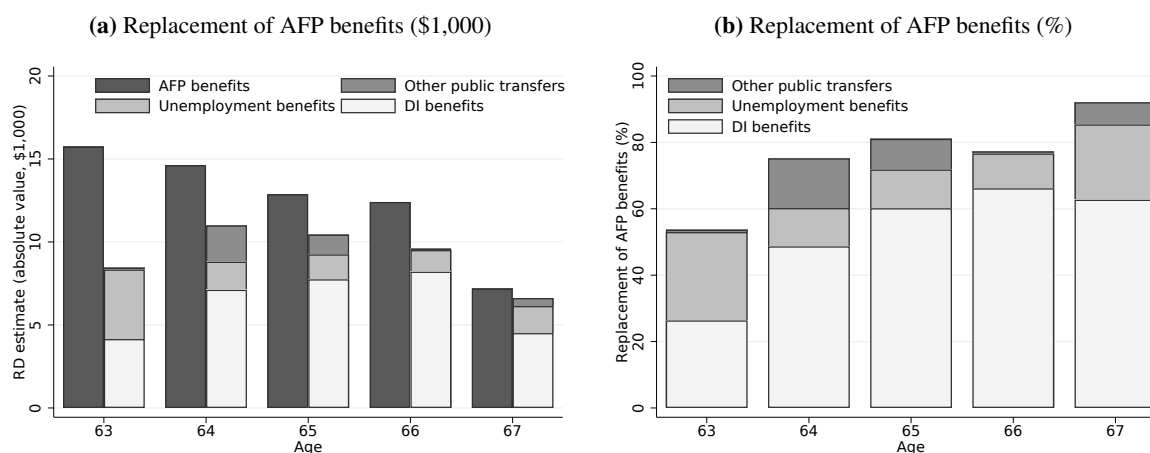 (a) Replacement of AFP benefits ($1,000)
RD estimate (absolute value, $1,000)
20
15
10
5
0
AFP benefits
Other public transfers
Unemployment benefits
DI benefits
63 64 65 66 67
Age
(b) Replacement of AFP benefits (%)
Replacement of AFP benefits (%)
100
80
60
40
20
0
Other public transfers
Unemployment benefits
DI benefits
63 64 65 66 67
Age